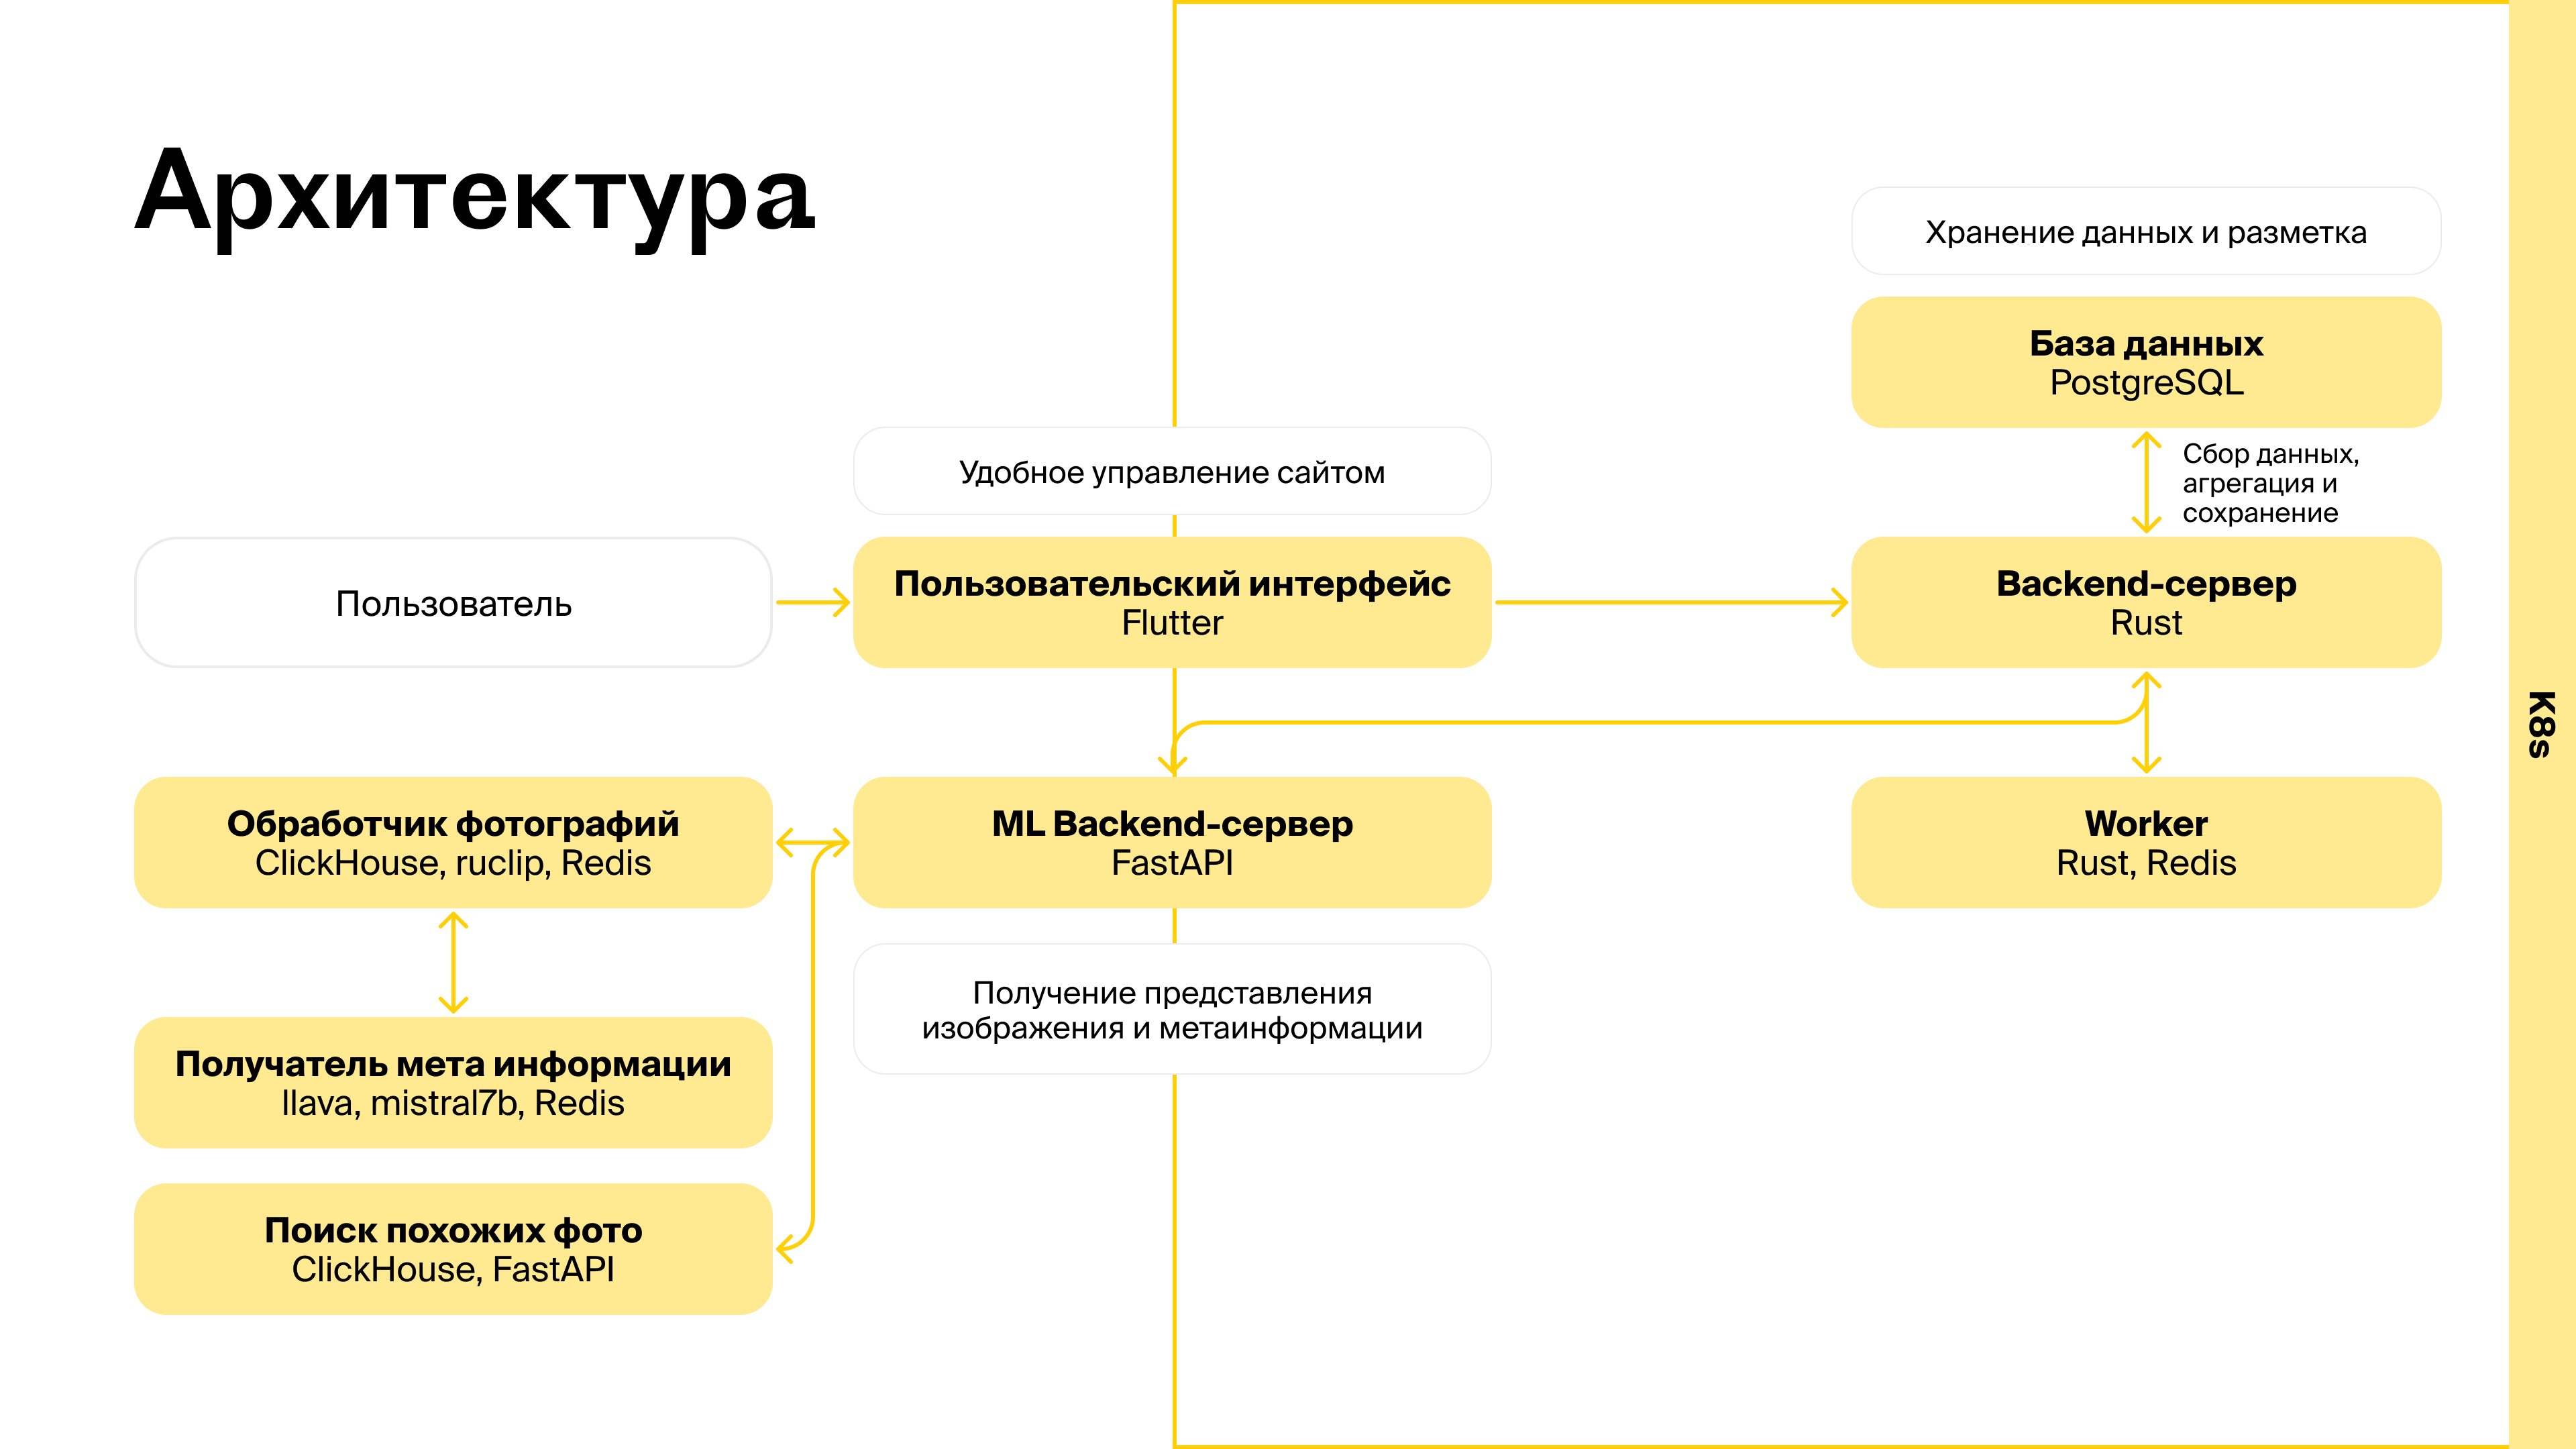 Архитектура
Хранение данных и разметка
База данных
PostgreSQL
Сбор данных,
агрегация и
сохранение
Удобное управление сайтом
Пользователь
Пользовательский интерфейс
Flutter
Backend-сервер
Rust
K8s
Обработчик фотографий
ClickHouse, ruclip, Redis
ML Backend-сервер
FastAPI
Worker
Rust, Redis
Получение представления
изображения и метаинформации
Получатель мета информации
llava, mistral7b, Redis
Поиск похожих фото
ClickHouse, FastAPI